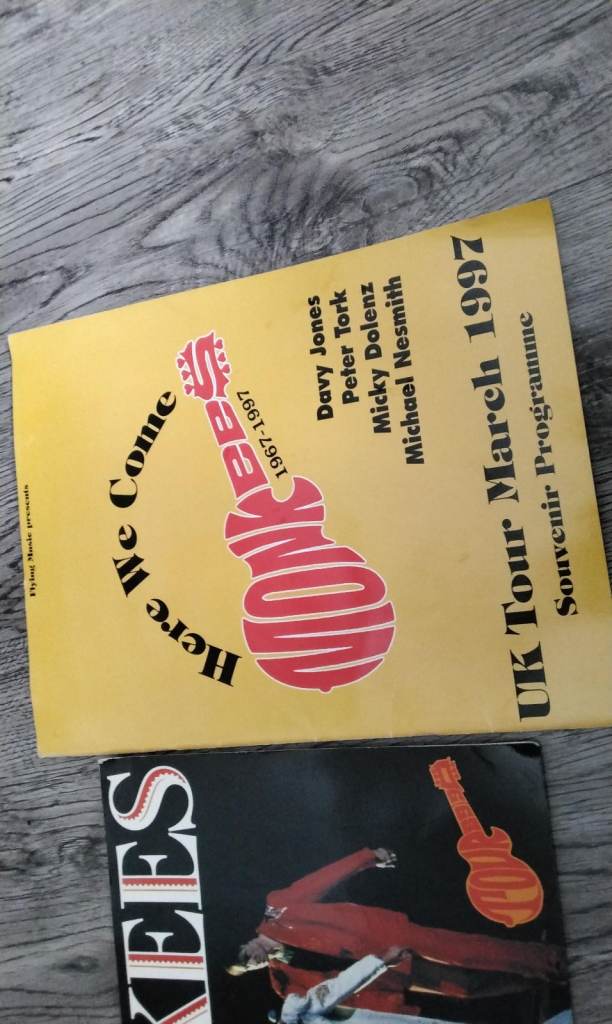 Flying Music presents
Here We Come
MONKEES
1967-1997
Davy Jones
Peter Tork
Micky Dolenz
Michael Nesmith
UK Tour March 1997
Souvenir Programme
KEES
TOUR